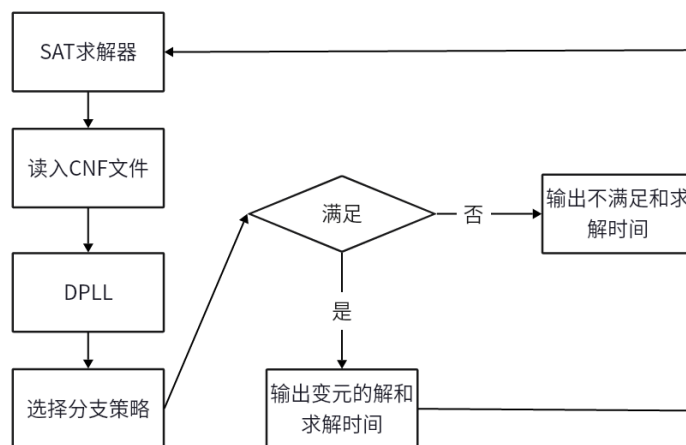 SAT求解器
读入CNF文件
DPLL
选择分支策略
满足
否
输出不满足和求
解时间
是
输出变元的解和
求解时间